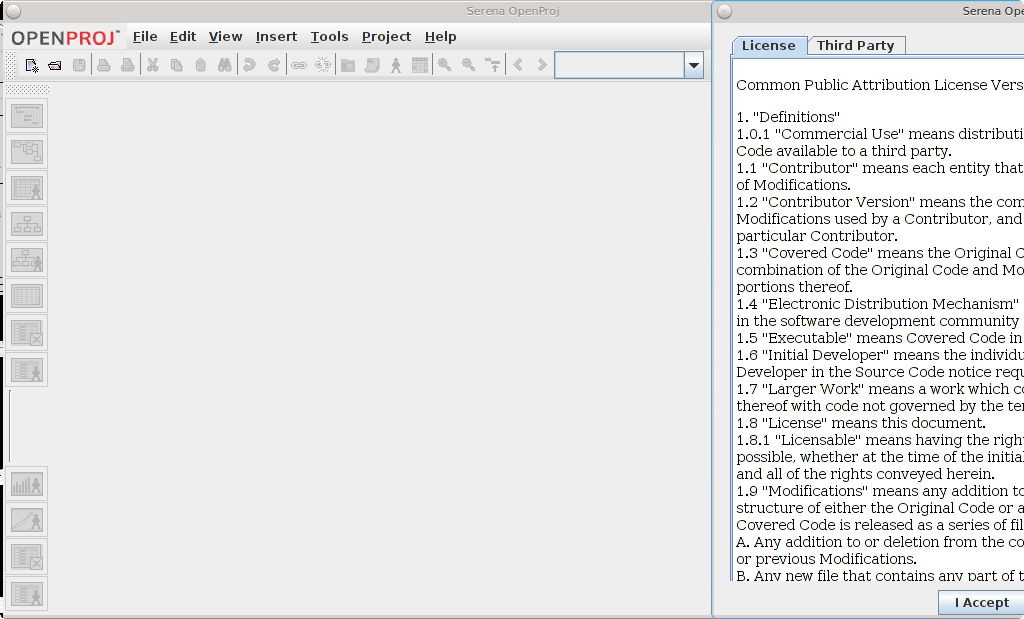 Serena OpenProj
OPENPROJ File Edit View Insert Tools Project Help
Serena Ope
License Third Party
Common Public Attribution License Vers
1. "Definitions"
1.0.1 "Commercial Use" means distributi
Code available to a third party.
1.1 "Contributor" means each entity that
of Modifications.
1.2 "Contributor Version" means the com
Modifications used by a Contributor, and
particular Contributor.
1.3 "Covered Code" means the Original C
combination of the Original Code and Mo
portions thereof.
1.4 "Electronic Distribution Mechanism"
in the software development community
1.5 "Executable" means Covered Code in
1.6 "Initial Developer" means the individu
Developer in the Source Code notice requ
1.7 "Larger Work" means a work which co
thereof with code not governed by the ter
1.8 "License" means this document.
1.8.1 "Licensable" means having the righ
possible, whether at the time of the initial
and all of the rights conveyed herein.
1.9 "Modifications" means any addition to
structure of either the Original Code or a
Covered Code is released as a series of fil
A. Any addition to or deletion from the co
or previous Modifications.
B. Any new file that contains any part of t
I Accept